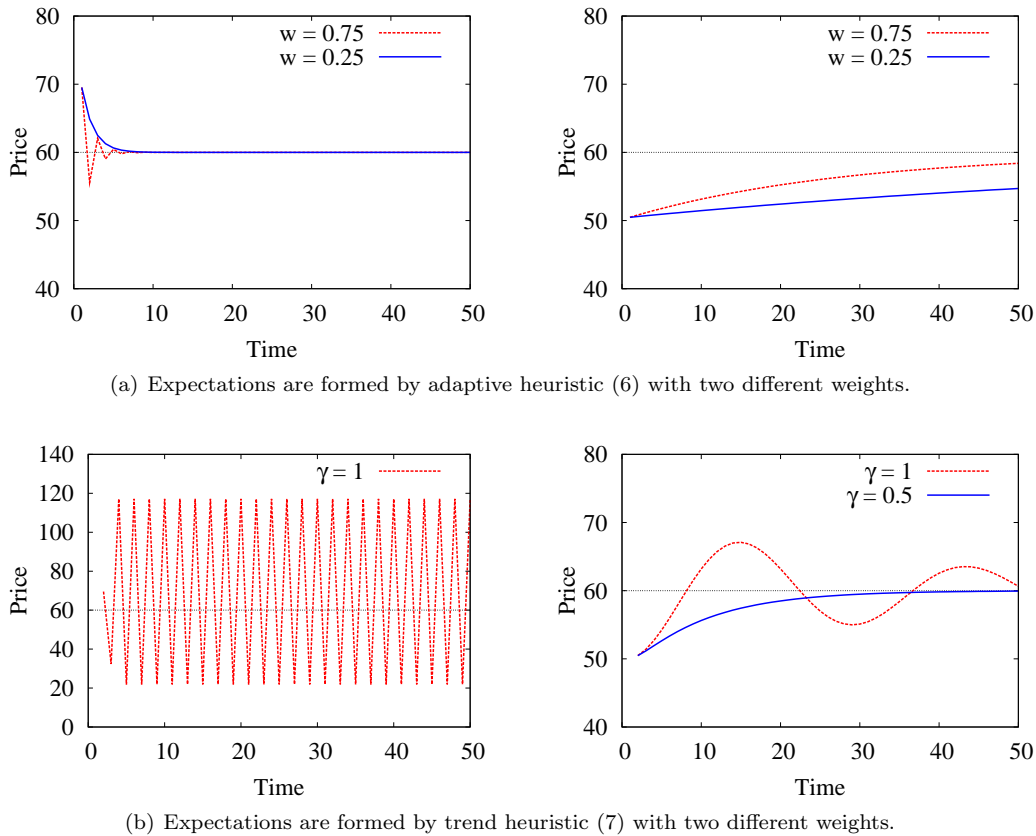 80
70
60
50
40
0 10 20 30 40 50
Price
Time
w = 0.75
w = 0.25
80
70
60
50
40
0 10 20 30 40 50
Price
Time
w = 0.75
w = 0.25
(a) Expectations are formed by adaptive heuristic (6) with two different weights.
140
120
100
80
60
40
20
0
0 10 20 30 40 50
Price
Time
γ = 1
80
70
60
50
40
0 10 20 30 40 50
Price
Time
γ = 1
γ = 0.5
(b) Expectations are formed by trend heuristic (7) with two different weights.